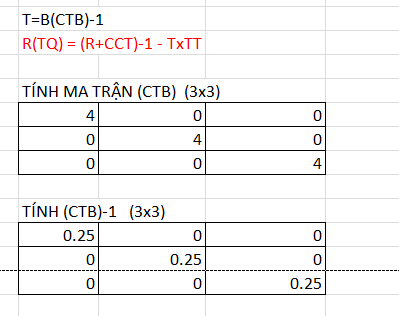 T=B(CTB)-1
R(TQ) = (R+CCT)-1 - TxTT
TÍNH MA TRẬN (CTB)  (3x3)
4 0 0
0 4 0
0 0 4
TÍNH (CTB)-1   (3x3)
0.25 0 0
0 0.25 0
0 0 0.25